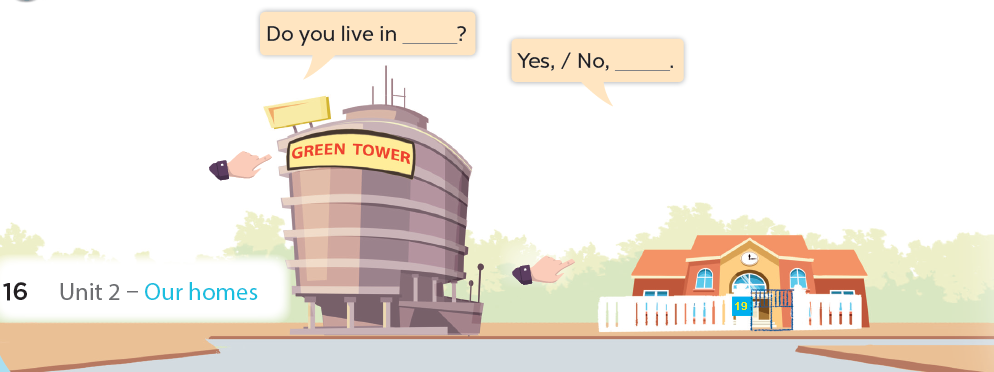 Do you live in _____?
Yes, / No, _____.
GREEN TOWER
19
16 Unit 2 – Our homes